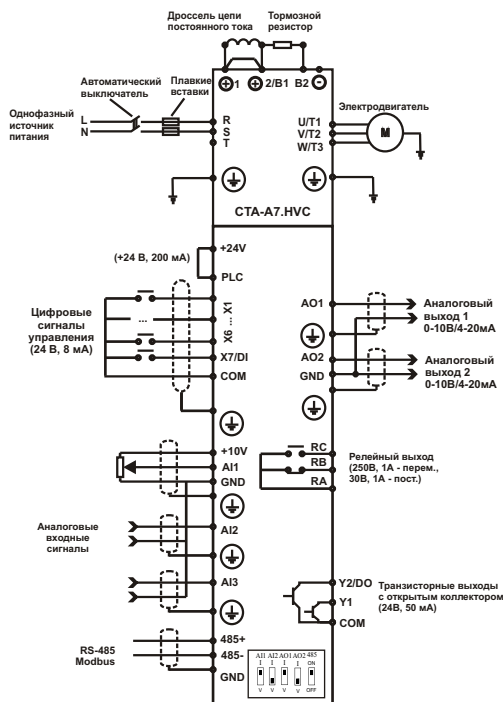 Дроссель цепи
постоянного тока
Тормозной
резистор
1
2/B1
B2
Автоматический
выключатель
Плавкие
вставки
Однофазный
источник
питания
L
N
R
S
T
U/T1
V/T2
W/T3
Электродвигатель
M
CTA-A7.HVC
+24V
(+24 В, 200 мА)
PLC
Цифровые
сигналы
управления
(24 В, 8 мА)
...
X6 ... X1
X7/DI
COM
AO1
Аналоговый
выход 1
0-10В/4-20мА
AO2
GND
Аналоговый
выход 2
0-10В/4-20мА
+10V
AI1
GND
RC
RB
RA
Релейный выход
(250В, 1А - перем.,
30В, 1А - пост.)
Аналоговые
входные
сигналы
AI2
AI3
Y2/DO
Y1
COM
Транзисторные выходы
с открытым коллектором
(24В, 50 мА)
RS-485
Modbus
485+
485-
GND
AI1 AI2 AO1 AO2 485
I I I I ON
V V V V OFF